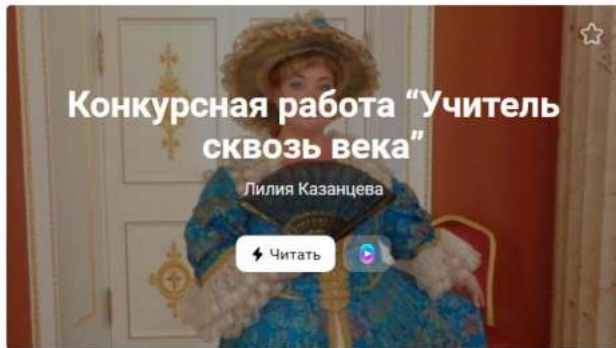 Конкурсная работа “Учитель
сквозь века”
Лилия Казанцева
Читать